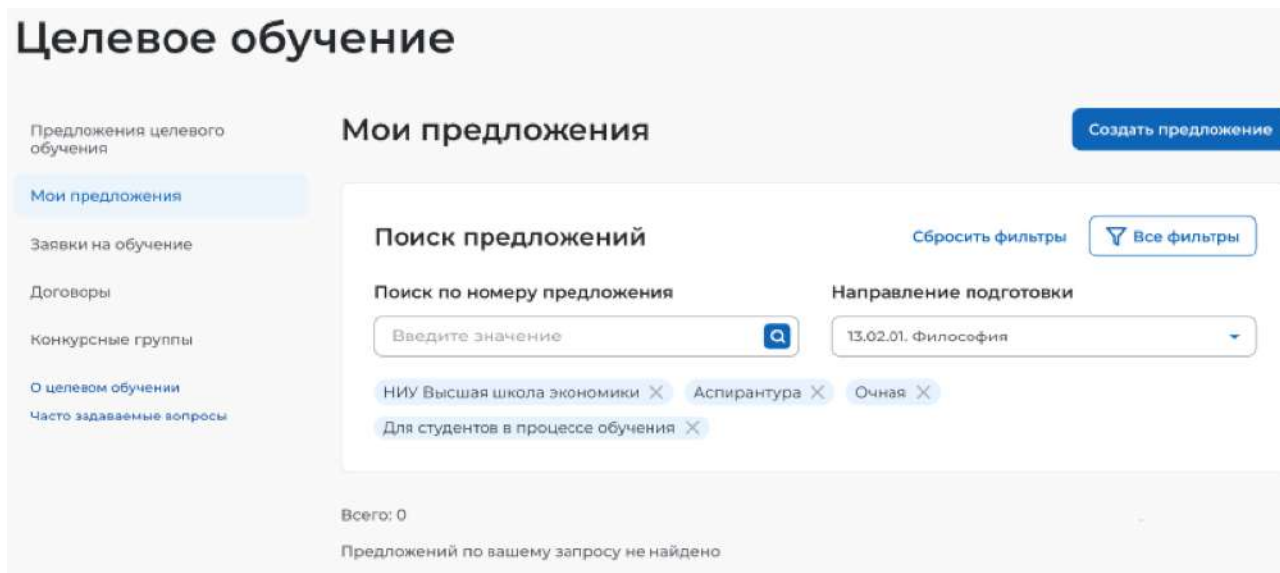 Целевое обучение
Предложения целевого
обучения
Мои предложения
Заявки на обучение
Договоры
Конкурсные группы
О целевом обучении
Часто задаваемые вопросы
Мои предложения
Создать предложение
Поиск предложений
Сбросить фильтры
Все фильтры
Поиск по номеру предложения
Направление подготовки
Введите значение
13.02.01. Философия
НИУ Высшая школа экономики Аспирантура Очная
Для студентов в процессе обучения
Всего: 0
Предложений по вашему запросу не найдено